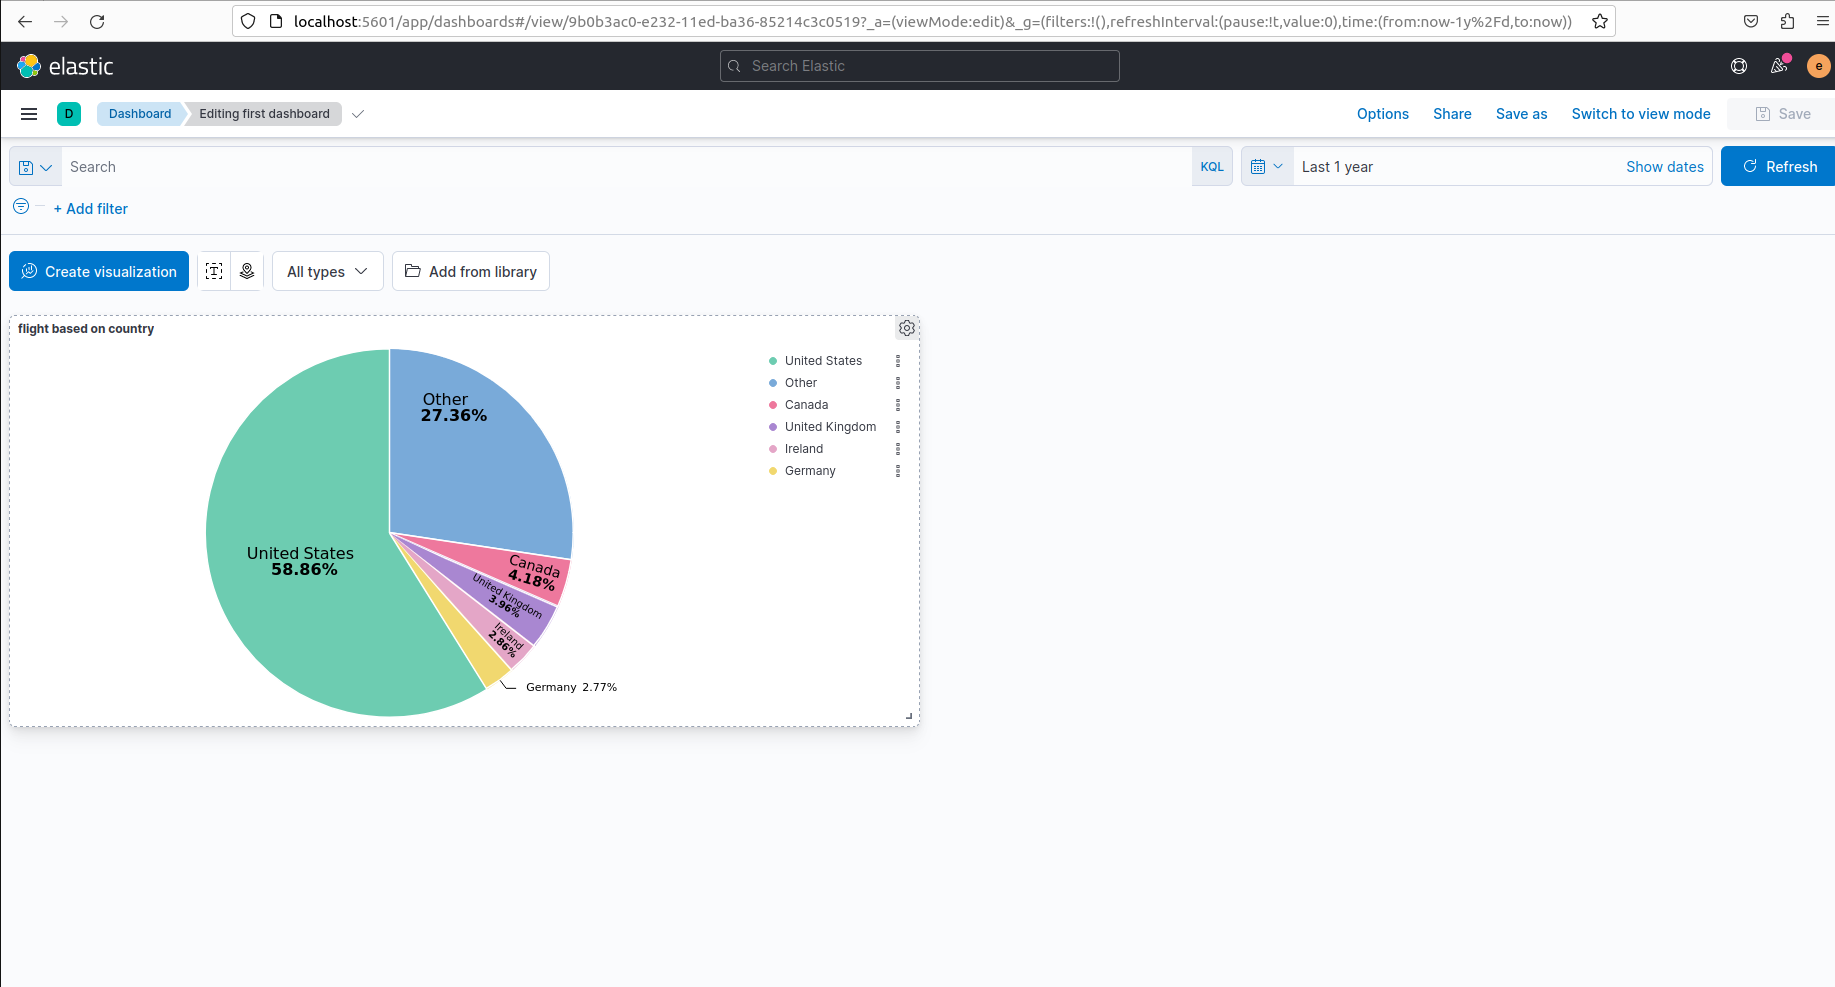 localhost:5601/app/dashboards#/view/9b0b3ac0-e232-11ed-ba36-85214c3c0519?_a=(viewMode:edit)&_g=(filters:!(),refreshInterval:(pause:!t,value:0),time:(from:now-1y%2Fd,to:now))
elastic
Search Elastic
e
D
Dashboard
Editing first dashboard
Options
Share
Save as
Switch to view mode
Save
Search
KQL
Last 1 year
Show dates
Refresh
+ Add filter
Create visualization
T
All types
Add from library
flight based on country
Other
27.36%
United States
58.86%
Canada
4.18%
United Kingdom
3.96%
Ireland
2.86%
Germany 2.77%
United States
Other
Canada
United Kingdom
Ireland
Germany